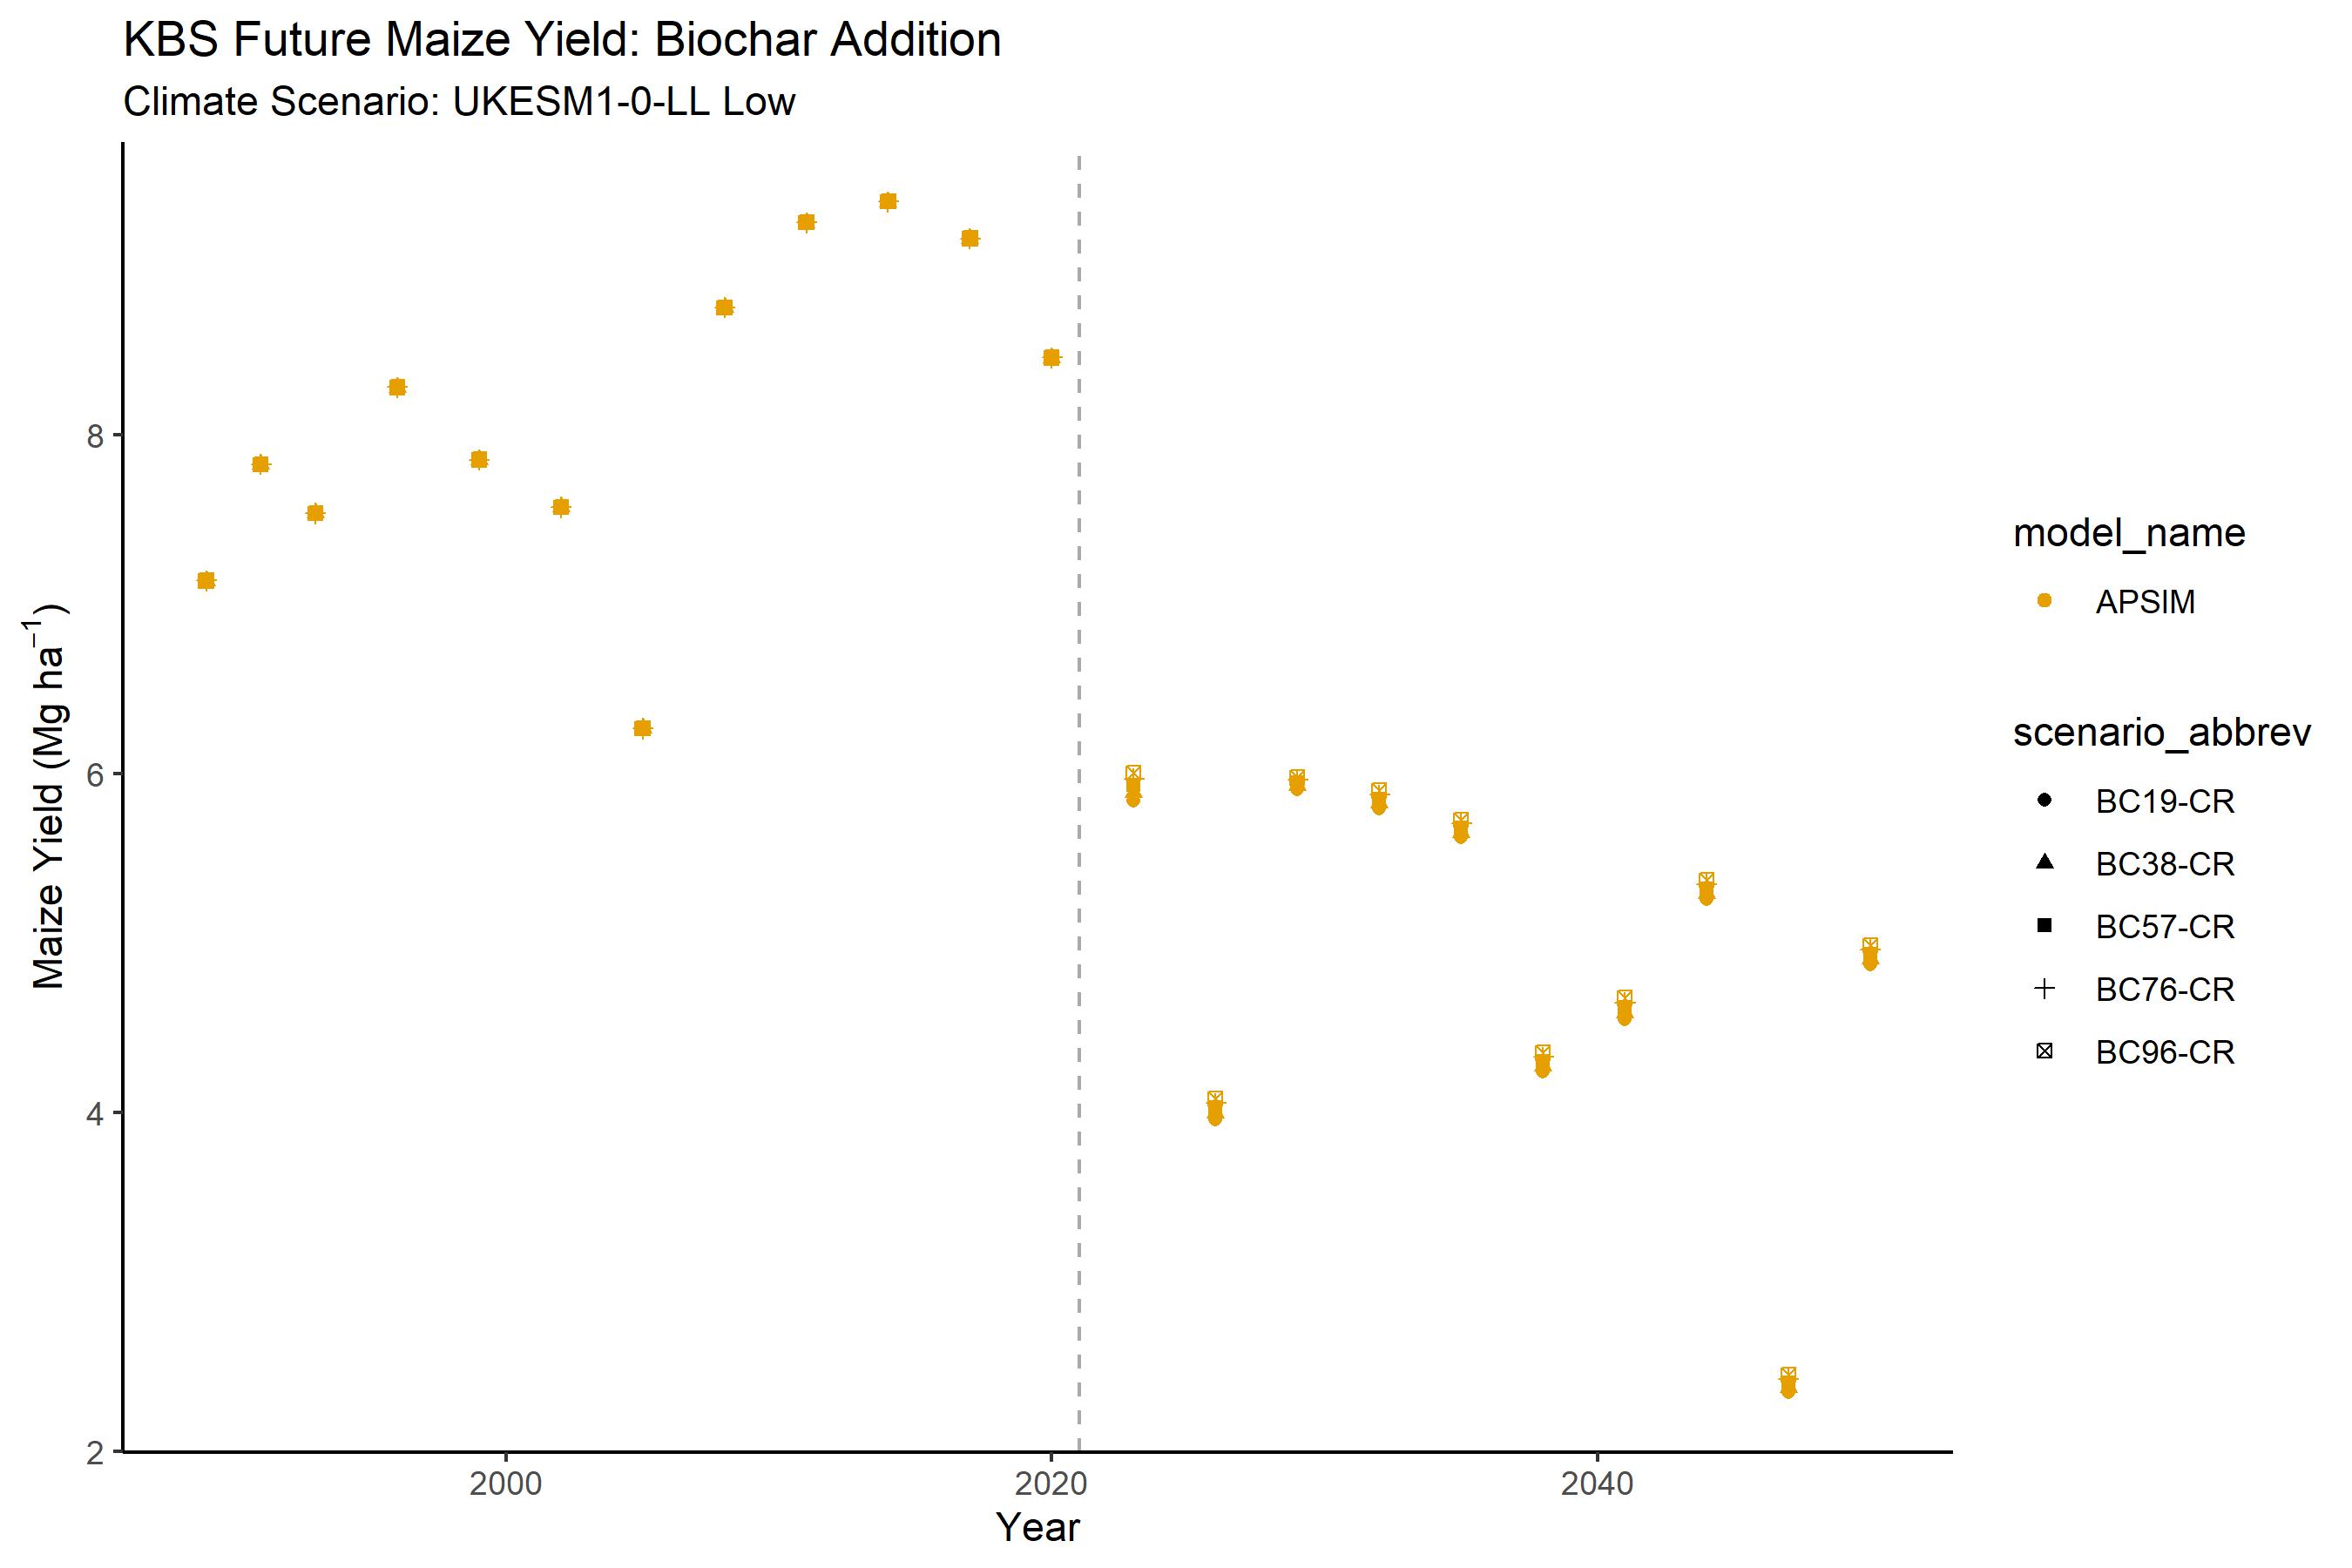 KBS Future Maize Yield: Biochar Addition
Climate Scenario: UKESM1-0-LL Low
Maize Yield (Mg ha⁻¹)
8
6
4
2
2000
2020
2040
Year
model_name
APSIM
scenario_abbrev
BC19-CR
BC38-CR
BC57-CR
BC76-CR
BC96-CR